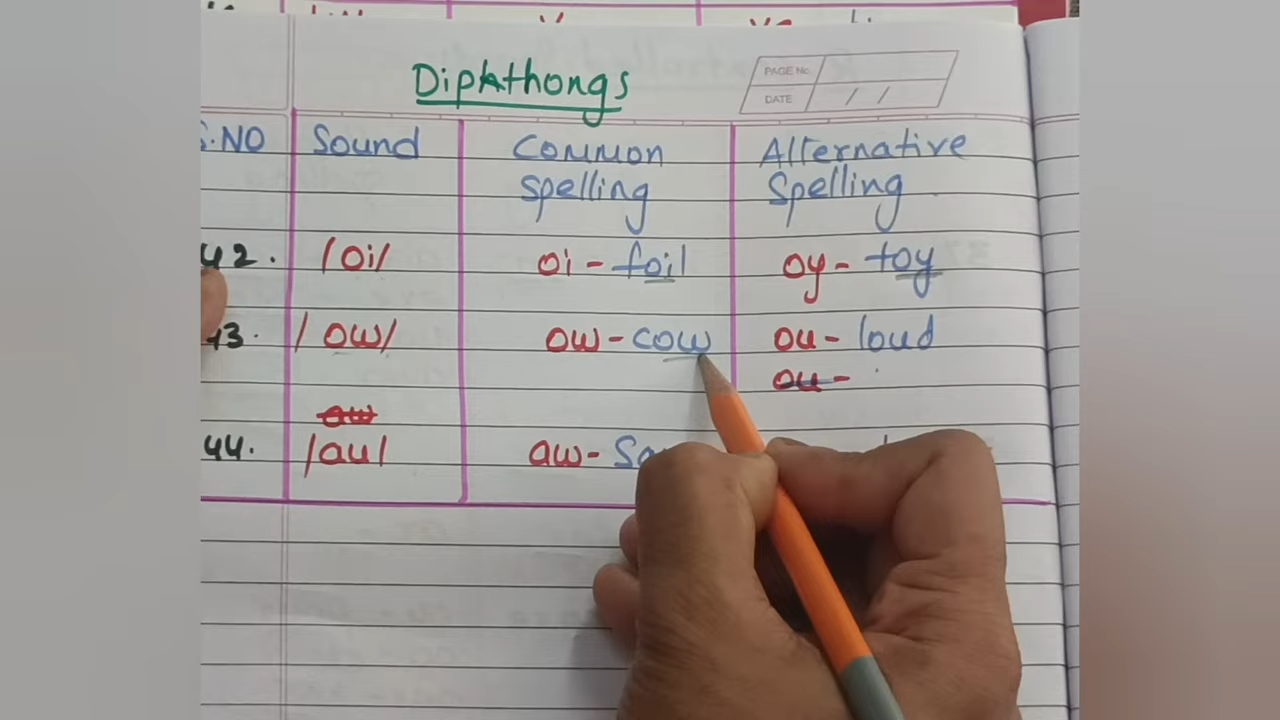 Diphthongs
PAGE No.
DATE / /
S.NO Sound Common Alternative
Spelling Spelling
42. /oi/ oi - foil oy - toy
43. /ow/ ow - cow ou - loud
ou -
aw
44. /au/ aw -